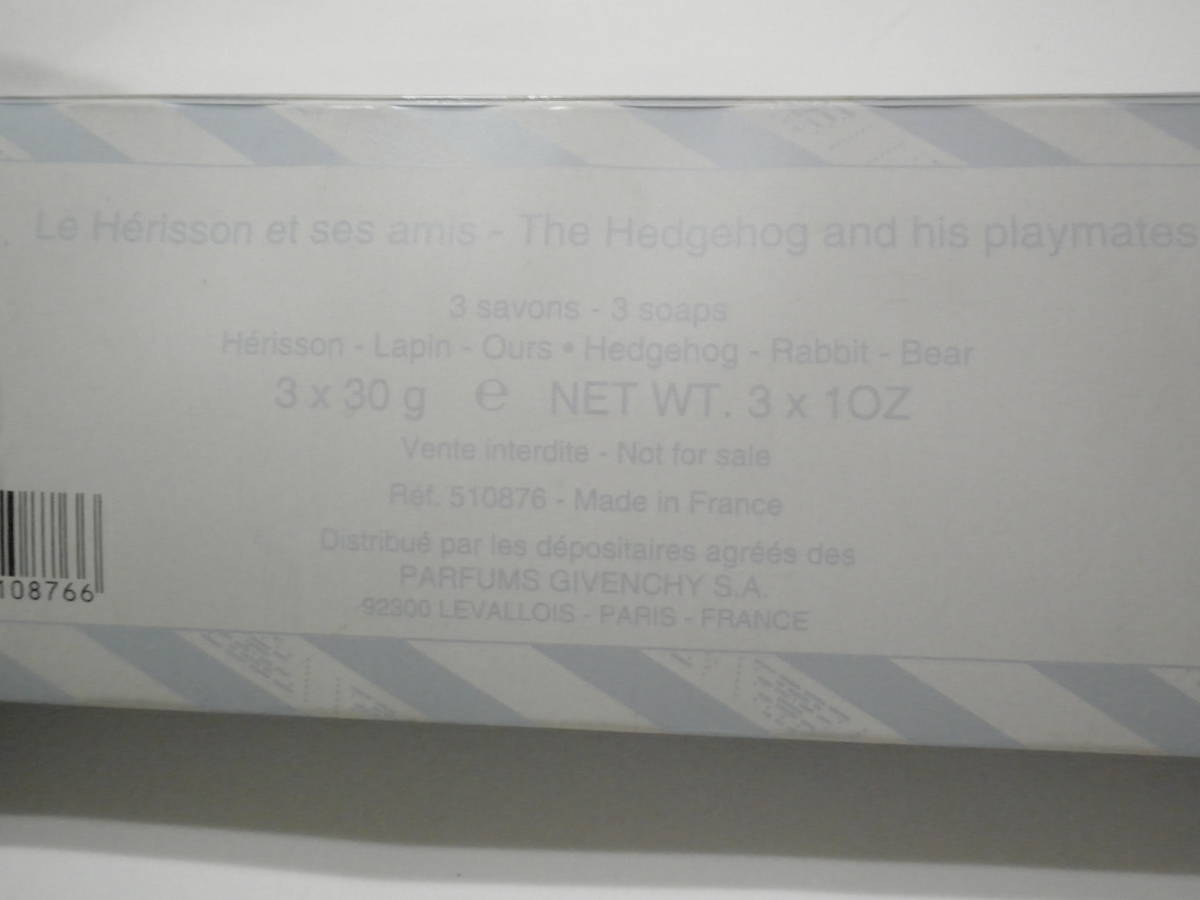 Le Hérisson et ses amis - The Hedgehog and his playmates
3 savons - 3 soaps
Hérisson - Lapin - Ours • Hedgehog - Rabbit - Bear
3 x 30 g ℮ NET WT. 3 x 1OZ
Vente interdite - Not for sale
Réf. 510876 - Made in France
Distribué par les dépositaires agréés des
PARFUMS GIVENCHY S.A.
92300 LEVALLOIS - PARIS - FRANCE
108766